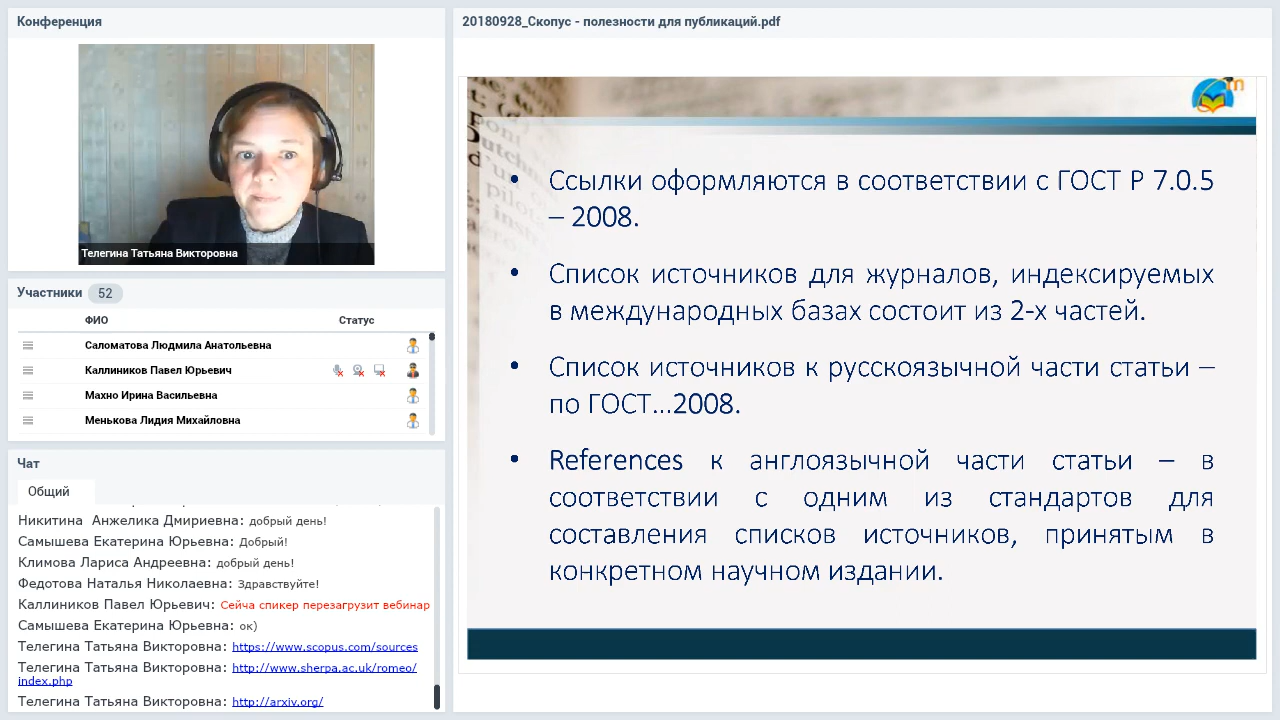 Конференция
Телегина Татьяна Викторовна
Участники 52
ФИО Статус
Саломатова Людмила Анатольевна
Каллиников Павел Юрьевич
Махно Ирина Васильевна
Менькова Лидия Михайловна
Чат
Общий
Никитина Анжелика Дмириевна: добрый день!
Самышева Екатерина Юрьевна: Добрый!
Климова Лариса Андреевна: добрый день!
Федотова Наталья Николаевна: Здравствуйте!
Каллиников Павел Юрьевич: Сейча спикер перезагрузит вебинар
Самышева Екатерина Юрьевна: ок)
Телегина Татьяна Викторовна: https://www.scopus.com/sources
Телегина Татьяна Викторовна: http://www.sherpa.ac.uk/romeo/
index.php
Телегина Татьяна Викторовна: http://arxiv.org/
20180928_Скопус - полезности для публикаций.pdf
• Ссылки оформляются в соответствии с ГОСТ Р 7.0.5
– 2008.
• Список источников для журналов, индексируемых
в международных базах состоит из 2-х частей.
• Список источников к русскоязычной части статьи –
по ГОСТ...2008.
• References к англоязычной части статьи – в
соответствии с одним из стандартов для
составления списков источников, принятым в
конкретном научном издании.